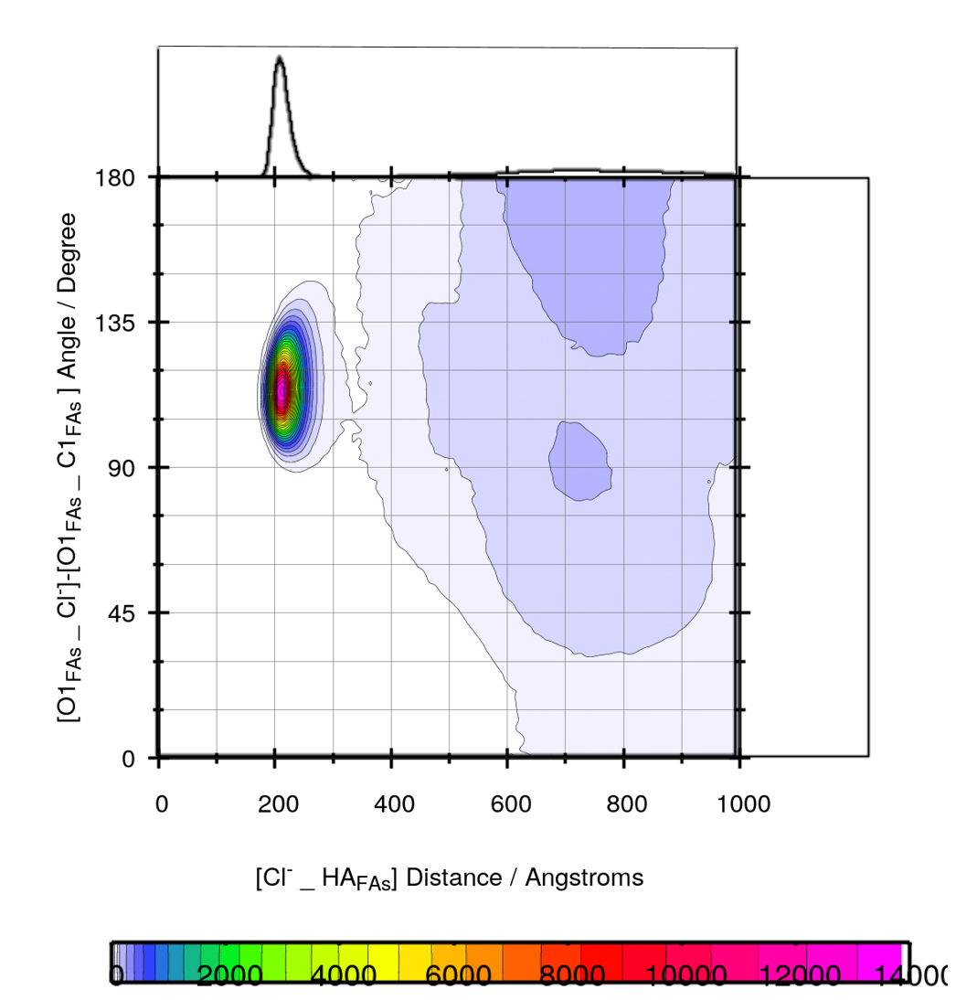 180
135
90
45
0
[O1FAs _ Cl-]-[O1FAs _ C1FAs ] Angle / Degree
0 200 400 600 800 1000
[Cl- _ HAFAs] Distance / Angstroms
0 2000 4000 6000 8000 10000 12000 14000